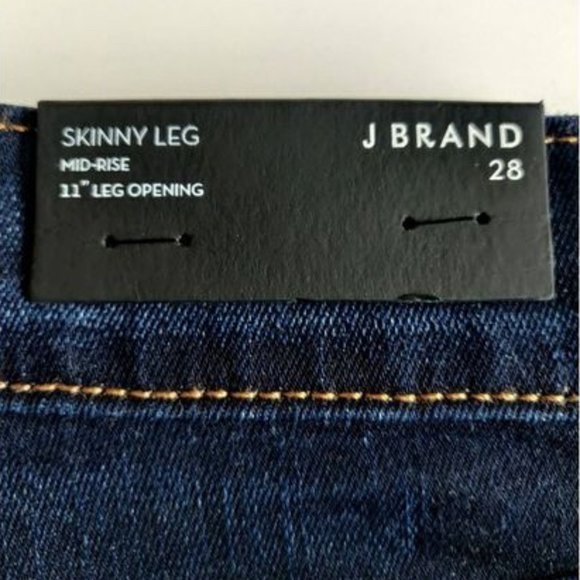 SKINNY LEG
MID-RISE
11" LEG OPENING
J BRAND
28